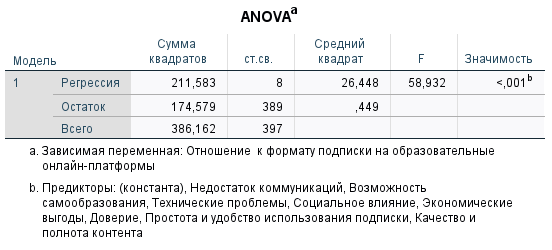 ANOVAa
Модель Сумма квадратов ст.св. Средний квадрат F Значимость
1 Регрессия 211,583 8 26,448 58,932 <,001b
Остаток 174,579 389 ,449
Всего 386,162 397
a. Зависимая переменная: Отношение к формату подписки на образовательные
онлайн-платформы
b. Предикторы: (константа), Недостаток коммуникаций, Возможность
самообразования, Технические проблемы, Социальное влияние, Экономические
выгоды, Доверие, Простота и удобство использования подписки, Качество и
полнота контента